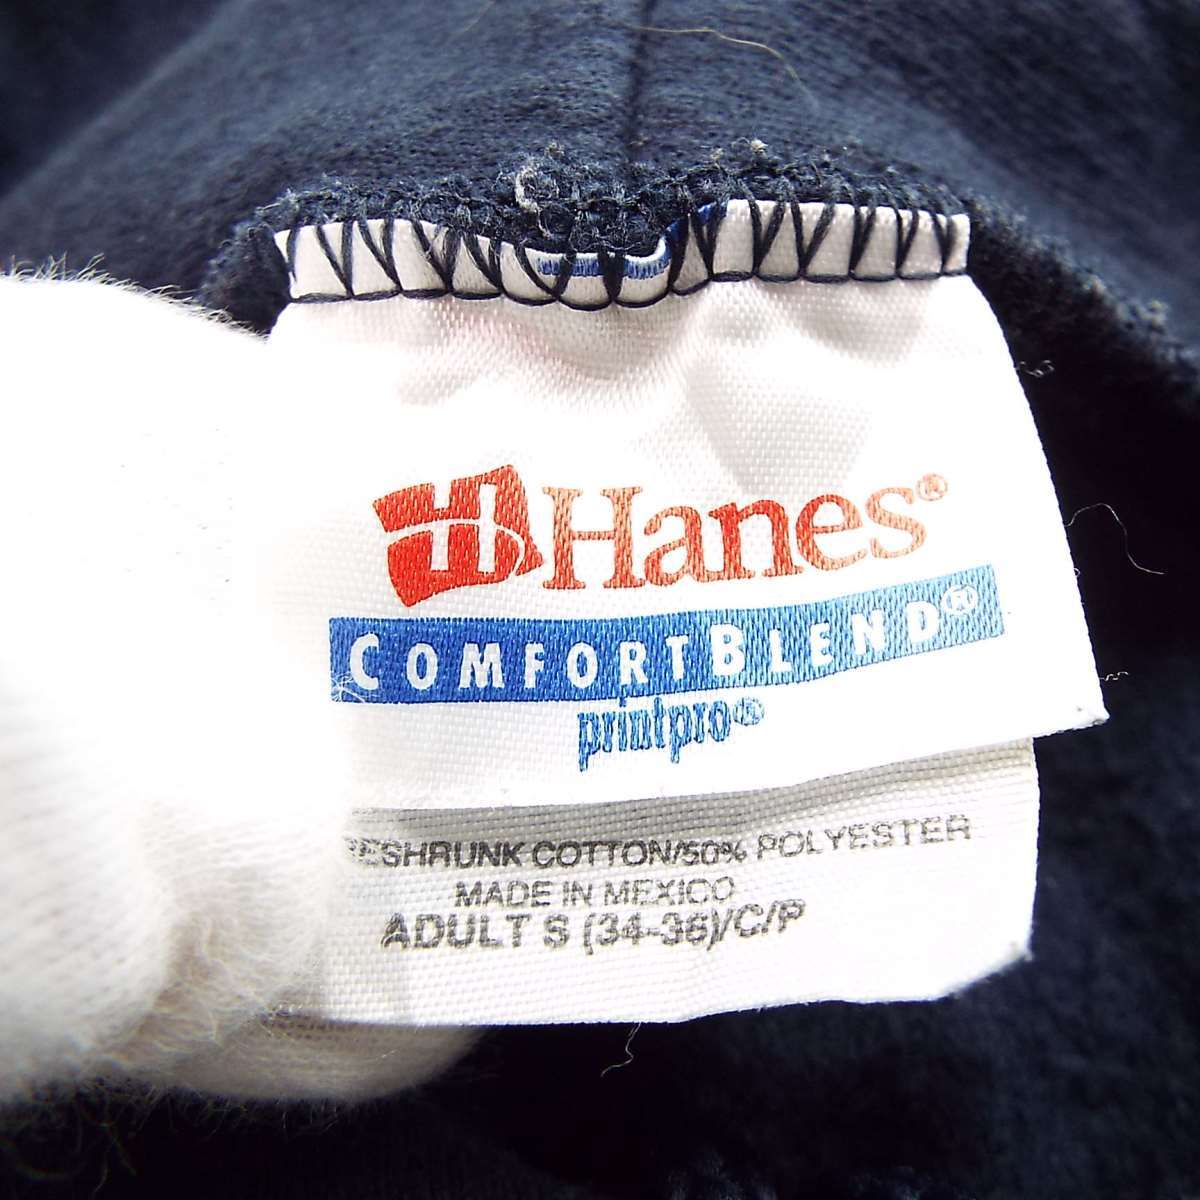 Hanes®
COMFORTBLEND®
printpro®
ESHRUNK COTTON/50% POLYESTER
MADE IN MEXICO
ADULT S (34-36)/C/P